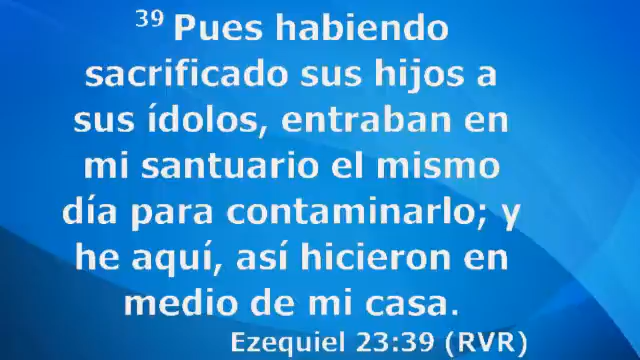 39 Pues habiendo
sacrificado sus hijos a
sus ídolos, entraban en
mi santuario el mismo
día para contaminarlo; y
he aquí, así hicieron en
medio de mi casa.
Ezequiel 23:39 (RVR)